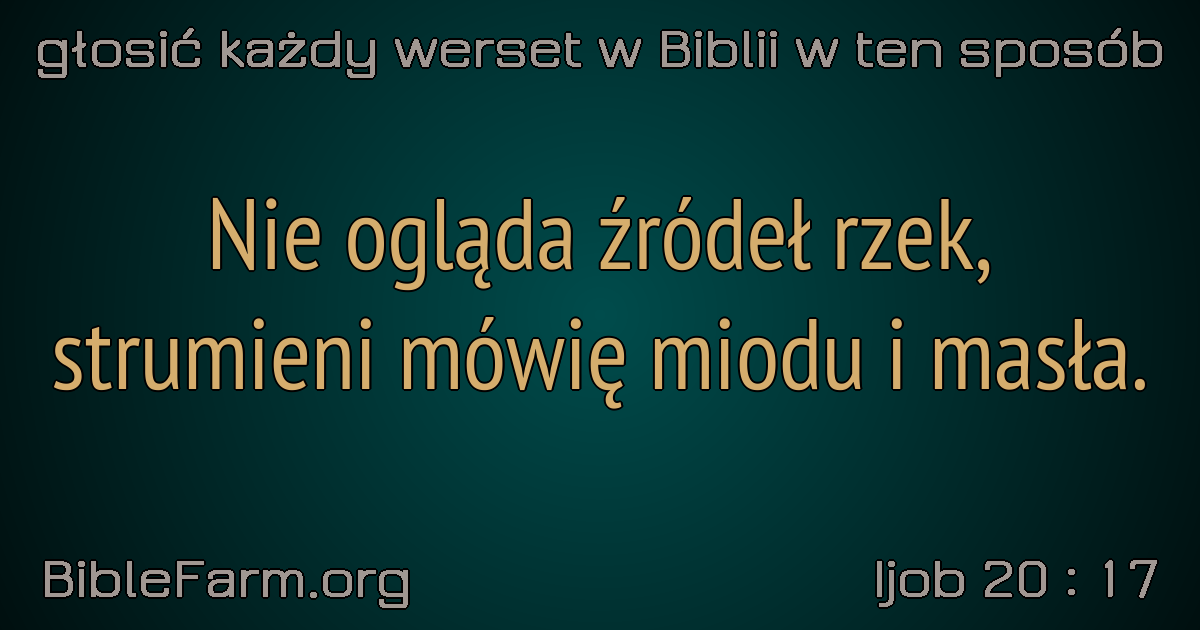 głosić każdy werset w Biblii w ten sposób
Nie ogląda źródeł rzek,
strumieni mówię miodu i masła.
BibleFarm.org
Ijob 20 : 17